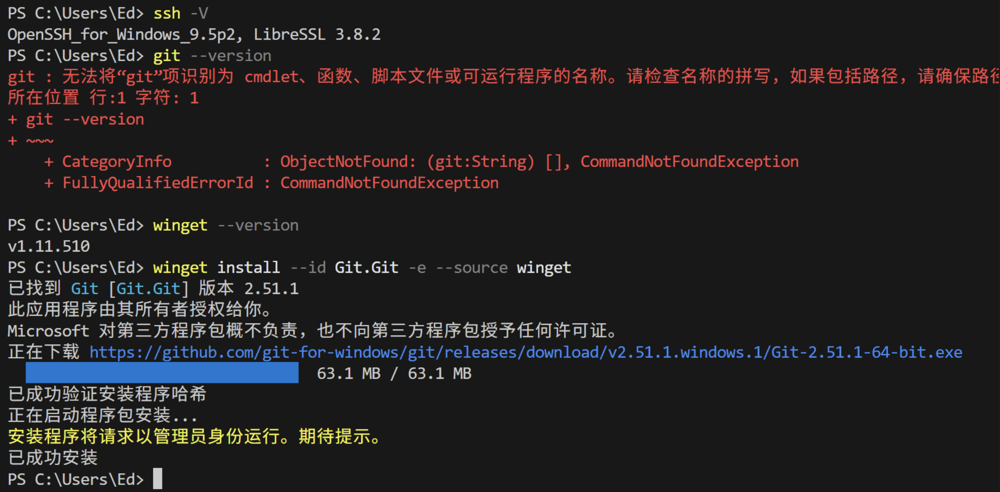 PS C:\Users\Ed> ssh -V
OpenSSH_for_Windows_9.5p2, LibreSSL 3.8.2
PS C:\Users\Ed> git --version
git : 无法将“git”项识别为 cmdlet、函数、脚本文件或可运行程序的名称。请检查名称的拼写，如果包括路径，请确保路径
所在位置 行:1 字符: 1
+ git --version
+ ~~~
    + CategoryInfo          : ObjectNotFound: (git:String) [], CommandNotFoundException
    + FullyQualifiedErrorId : CommandNotFoundException
PS C:\Users\Ed> winget --version
v1.11.510
PS C:\Users\Ed> winget install --id Git.Git -e --source winget
已找到 Git [Git.Git] 版本 2.51.1
此应用程序由其所有者授权给你。
Microsoft 对第三方程序包概不负责，也不向第三方程序包授予任何许可证。
正在下载 https://github.com/git-for-windows/git/releases/download/v2.51.1.windows.1/Git-2.51.1-64-bit.exe
63.1 MB / 63.1 MB
已成功验证安装程序哈希
正在启动程序包安装...
安装程序将请求以管理员身份运行。期待提示。
已成功安装
PS C:\Users\Ed>